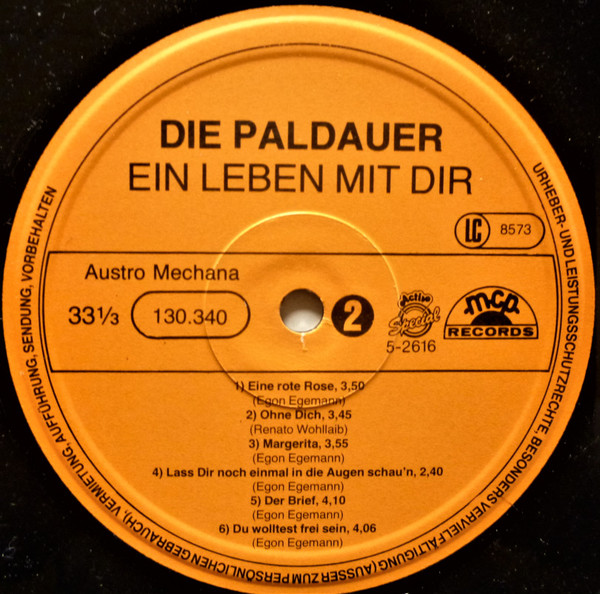 DIE PALDAUER
EIN LEBEN MIT DIR
LC 8573
Austro Mechana
33 1/3
130.340
2
Active
Special
5-2616
m.c.p.
RECORDS
1) Eine rote Rose, 3,50
(Egon Egemann)
2) Ohne Dich, 3,45
(Renato Wohllaib)
3) Margerita, 3,55
(Egon Egemann)
4) Lass Dir noch einmal in die Augen schau'n, 2,40
(Egon Egemann)
5) Der Brief, 4,10
(Egon Egemann)
6) Du wolltest frei sein, 4,06
(Egon Egemann)
URHEBER- UND LEISTUNGSSCHUTZRECHTE, BESONDERS VERVIELFÄLTIGUNG (AUSSER ZUM PERSÖNLICHEN GEBRAUCH), VERMIETUNG, AUFFÜHRUNG, SENDUNG, VORBEHALTEN